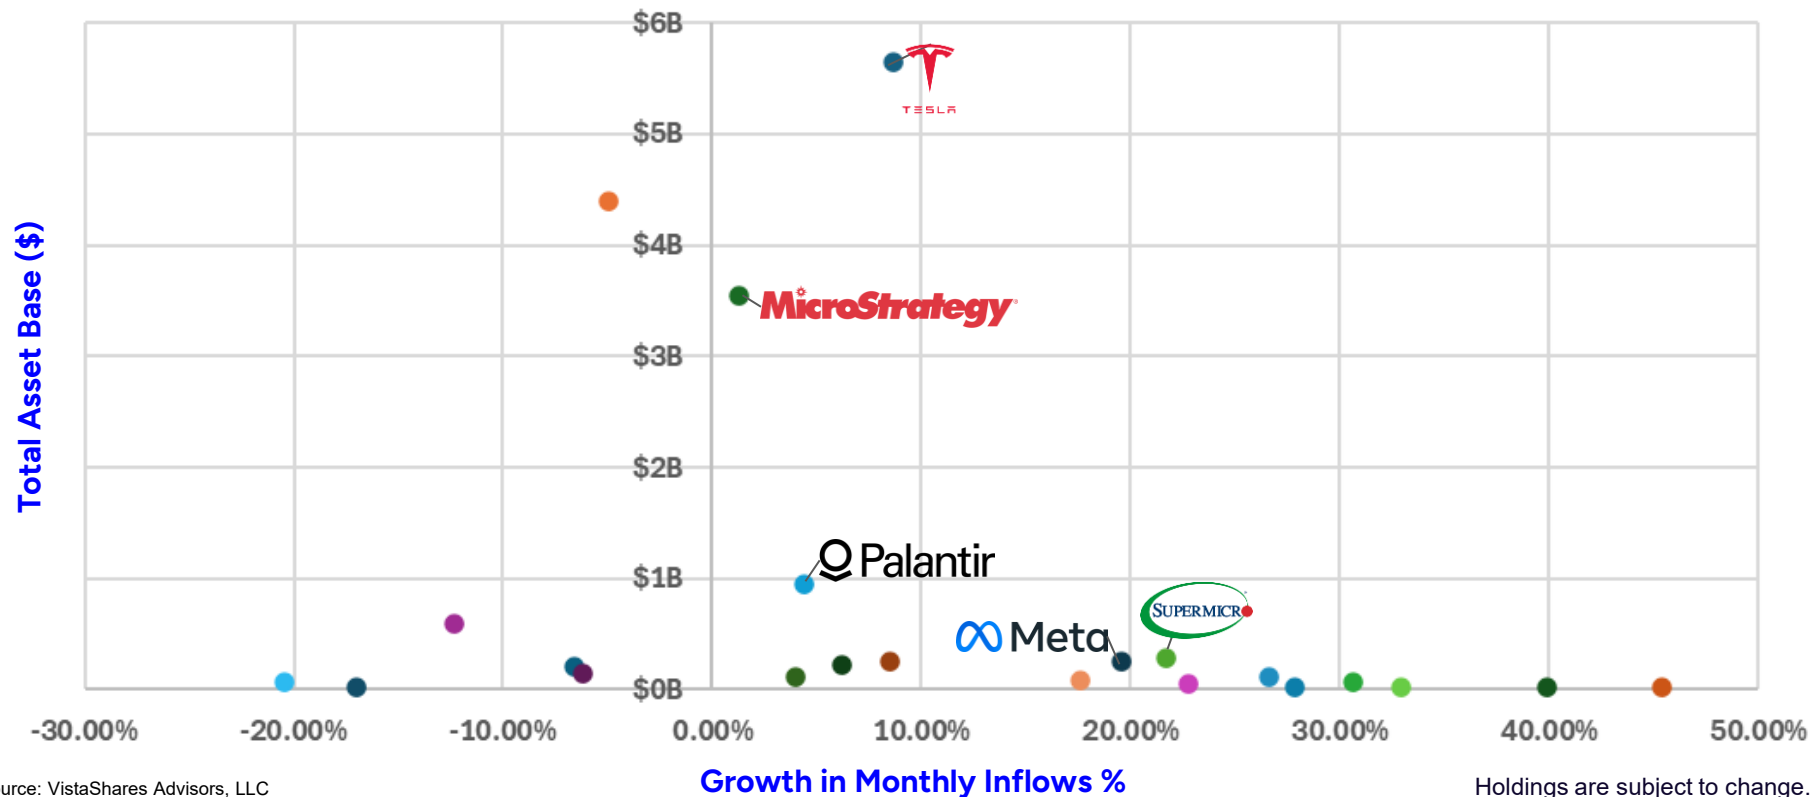 $6B
TESLA
$5B
$4B
MicroStrategy
$3B
$2B
Palantir
$1B
SUPERMICR
Meta
$0B
Total Asset Base ($)
-30.00% -20.00% -10.00% 0.00% 10.00% 20.00% 30.00% 40.00% 50.00%
Growth in Monthly Inflows %
urce: VistaShares Advisors, LLC
Holdings are subject to change.